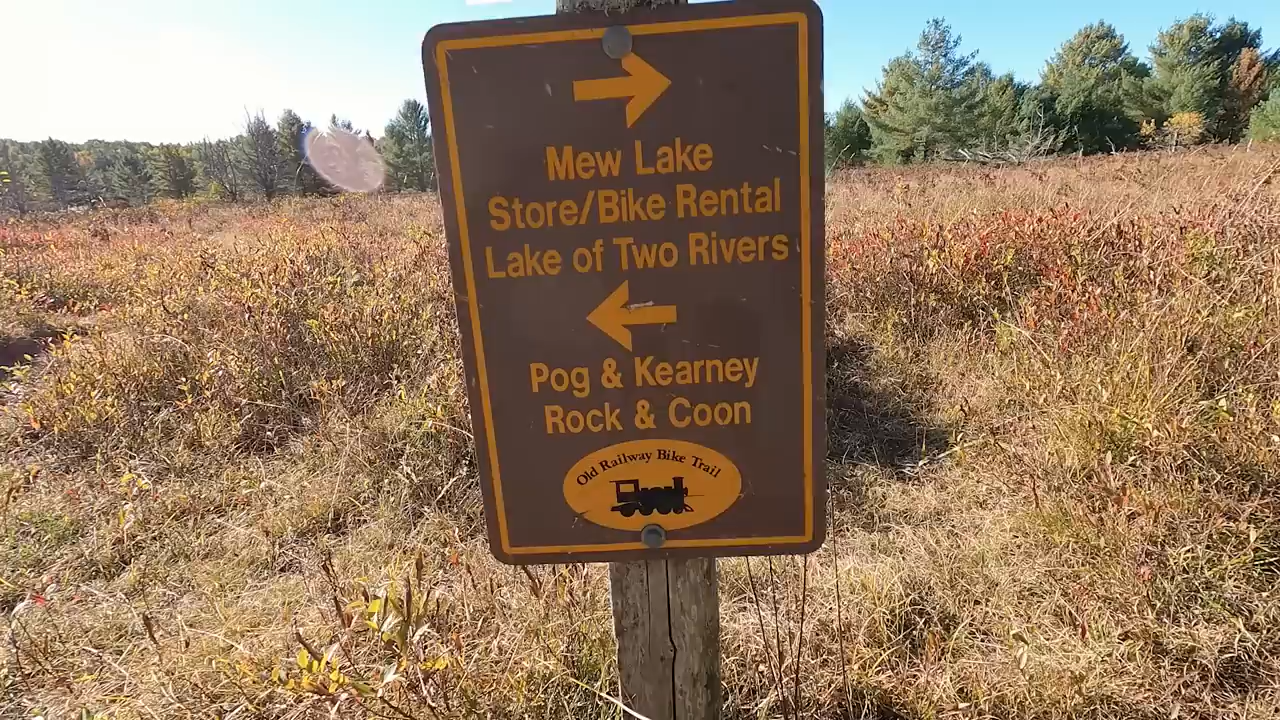 Mew Lake
Store/Bike Rental
Lake of Two Rivers
Pog & Kearney
Rock & Coon
Old Railway Bike Trail